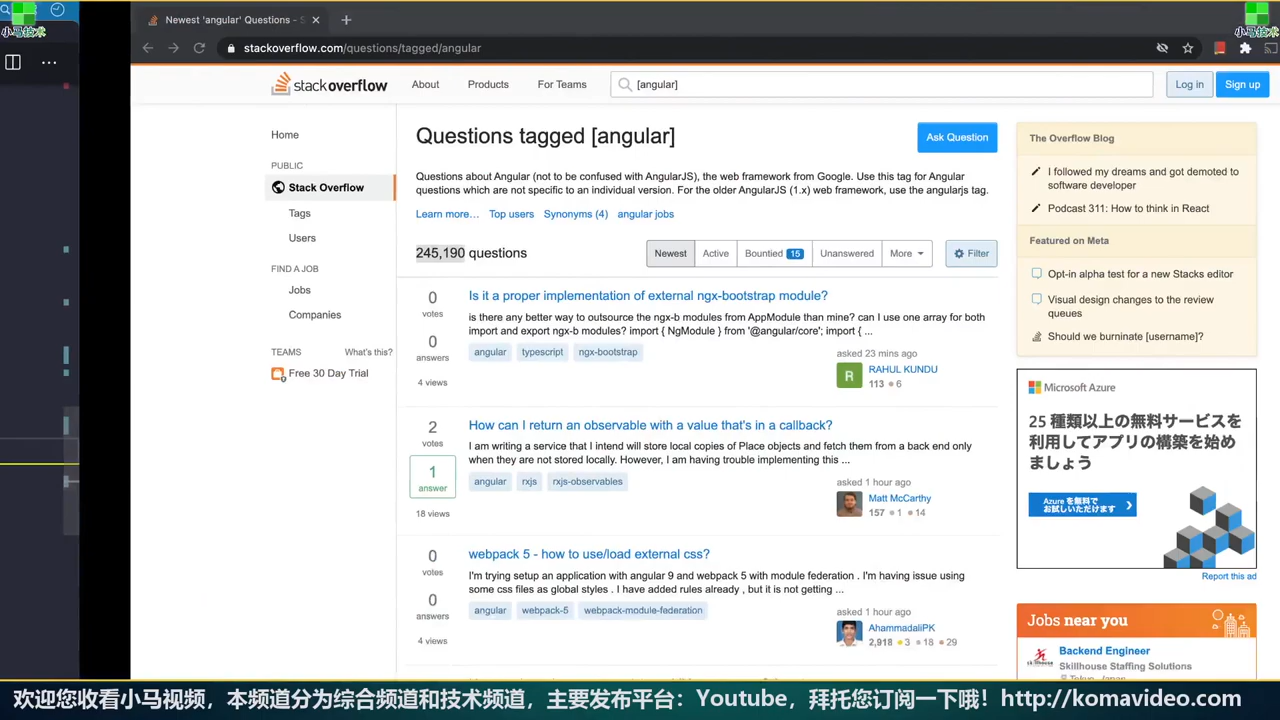 小马技术
小马技术
Newest 'angular' Questions - S
stackoverflow.com/questions/tagged/angular
stackoverflow
About
Products
For Teams
[angular]
Log in
Sign up
Home
PUBLIC
Stack Overflow
Tags
Users
FIND A JOB
Jobs
Companies
TEAMS
What's this?
Free 30 Day Trial
Questions tagged [angular]
Ask Question
Questions about Angular (not to be confused with AngularJS), the web framework from Google. Use this tag for Angular
questions which are not specific to an individual version. For the older AngularJS (1.x) web framework, use the angularjs tag.
Learn more…
Top users
Synonyms (4)
angular jobs
245,190 questions
Newest
Active
Bountied 15
Unanswered
More
Filter
0
votes
0
answers
4 views
Is it a proper implementation of external ngx-bootstrap module?
is there any better way to outsource the ngx-b modules from AppModule than mine? can I use one array for both
import and export ngx-b modules? import { NgModule } from '@angular/core'; import { ...
angular
typescript
ngx-bootstrap
asked 23 mins ago
R
RAHUL KUNDU
113 6
2
votes
1
answer
18 views
How can I return an observable with a value that's in a callback?
I am writing a service that I intend will store local copies of Place objects and fetch them from a back end only
when they are not stored locally. However, I am having trouble implementing this ...
angular
rxjs
rxjs-observables
asked 1 hour ago
Matt McCarthy
157 1 14
0
votes
0
answers
4 views
webpack 5 - how to use/load external css?
I'm trying setup an application with angular 9 and webpack 5 with module federation . I'm having issue using
some css files as global styles . I have added rules already , but it is not getting ...
angular
webpack-5
webpack-module-federation
asked 1 hour ago
AhammadaliPK
2,918 3 18 29
The Overflow Blog
I followed my dreams and got demoted to
software developer
Podcast 311: How to think in React
Featured on Meta
Opt-in alpha test for a new Stacks editor
Visual design changes to the review
queues
Should we burninate [username]?
Microsoft Azure
25 種類以上の無料サービスを
利用してアプリの構築を始め
ましょう
Azure を無料で
お試しいただけます
Report this ad
Jobs near you
Backend Engineer
Skillhouse Staffing Solutions
欢迎您收看小马视频，本频道分为综合频道和技术频道，主要发布平台：Youtube，拜托您订阅一下哦！http://komavideo.com